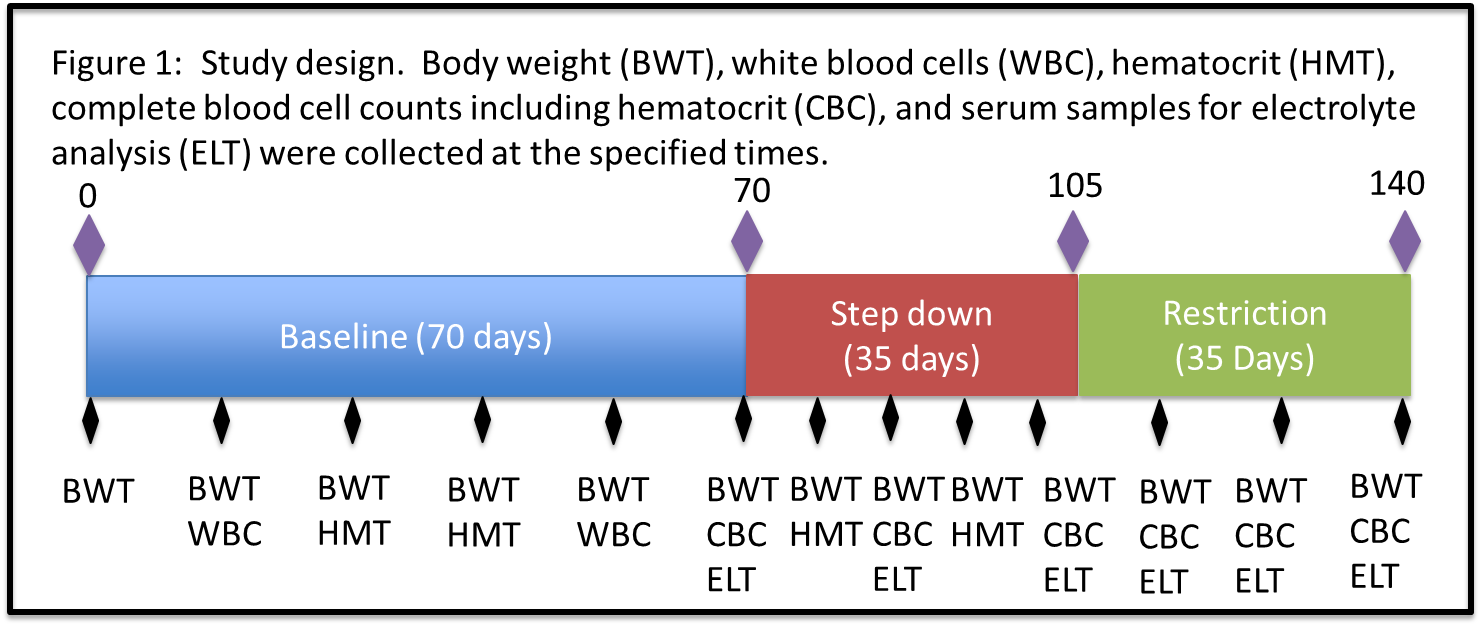 Figure 1:  Study design.  Body weight (BWT), white blood cells (WBC), hematocrit (HMT),
complete blood cell counts including hematocrit (CBC), and serum samples for electrolyte
analysis (ELT) were collected at the specified times.
0 70 105 140
Baseline (70 days)
Step down
(35 days)
Restriction
(35 Days)
BWT
BWT
WBC
BWT
HMT
BWT
HMT
BWT
WBC
BWT
CBC
ELT
BWT
HMT
BWT
CBC
ELT
BWT
HMT
BWT
CBC
ELT
BWT
CBC
ELT
BWT
CBC
ELT
BWT
CBC
ELT